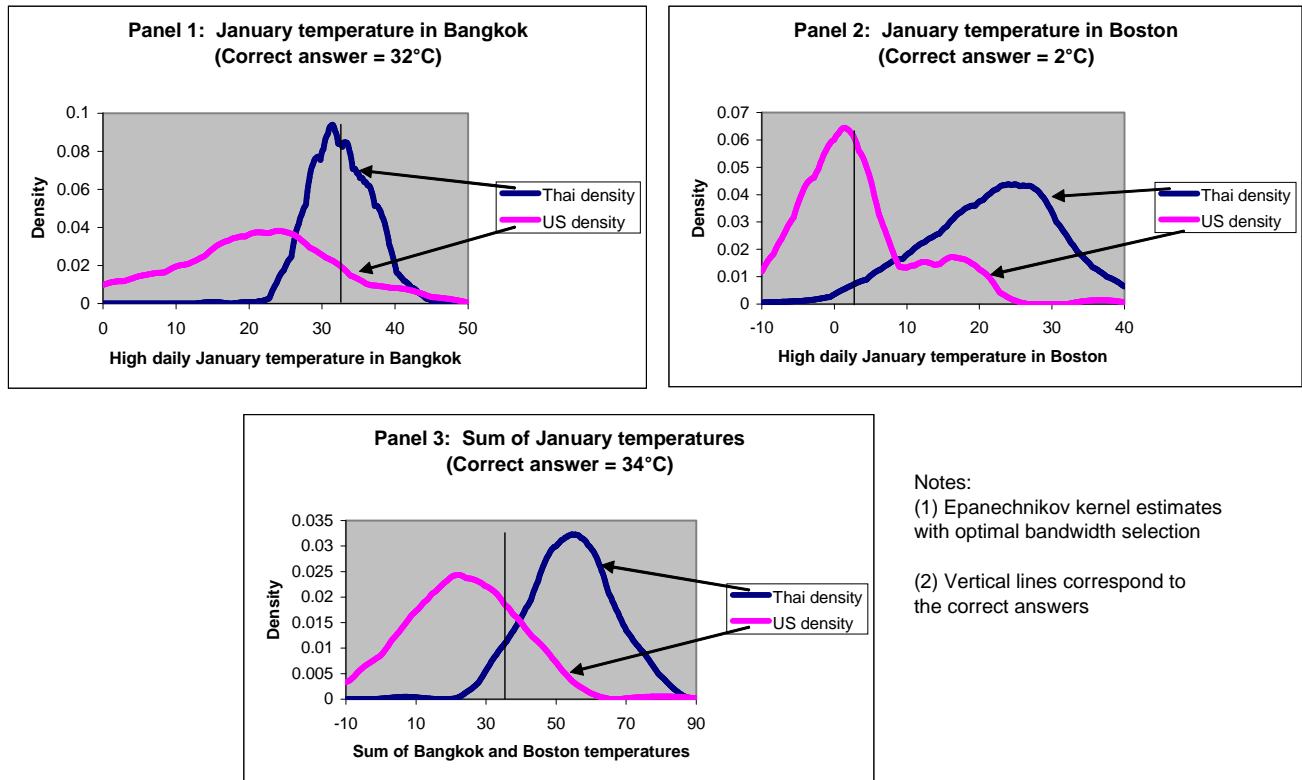 Panel 1:  January temperature in Bangkok
(Correct answer = 32°C)
0.1
0.08
0.06
0.04
0.02
0
Density
0 10 20 30 40 50
High daily January temperature in Bangkok
Thai density
US density
Panel 2:  January temperature in Boston
(Correct answer = 2°C)
0.07
0.06
0.05
0.04
0.03
0.02
0.01
0
Density
-10 0 10 20 30 40
High daily January temperature in Boston
Thai density
US density
Panel 3:  Sum of January temperatures
(Correct answer = 34°C)
0.035
0.03
0.025
0.02
0.015
0.01
0.005
0
Density
-10 10 30 50 70 90
Sum of Bangkok and Boston temperatures
Thai density
US density
Notes:
(1) Epanechnikov kernel estimates
with optimal bandwidth selection
(2) Vertical lines correspond to
the correct answers